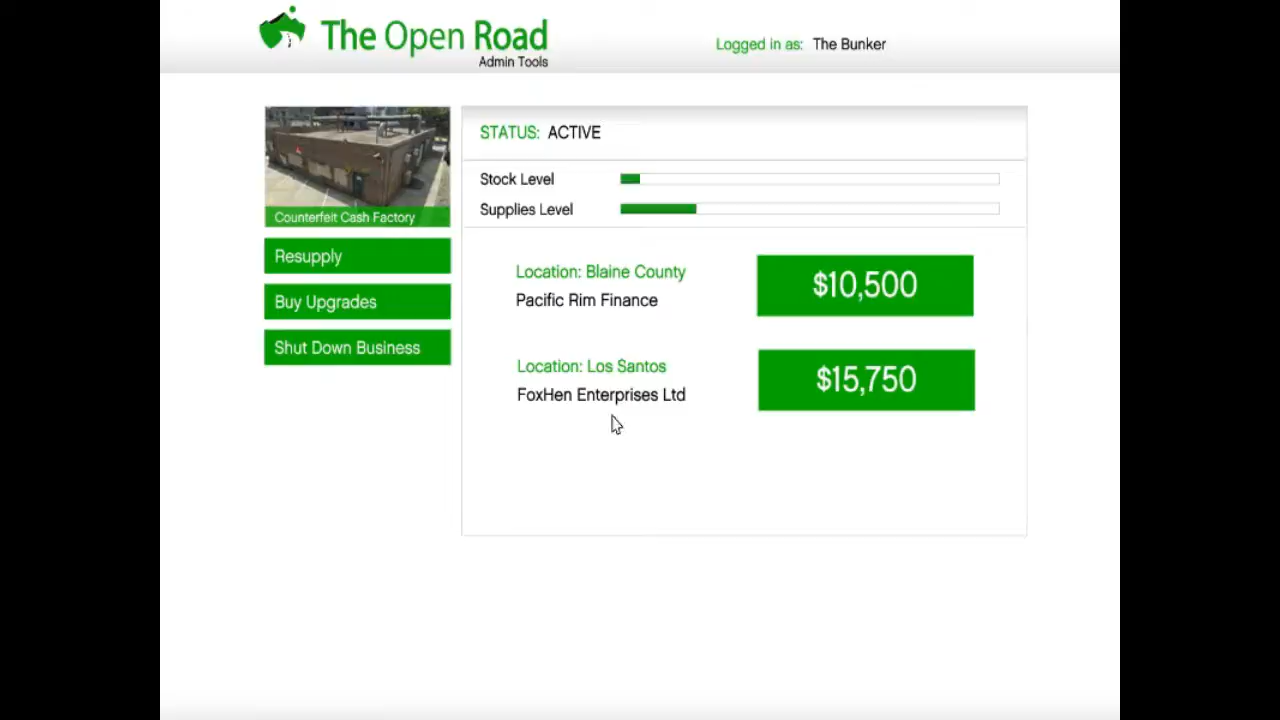 The Open Road
Admin Tools
Logged in as: The Bunker
Counterfeit Cash Factory
Resupply
Buy Upgrades
Shut Down Business
STATUS: ACTIVE
Stock Level
Supplies Level
Location: Blaine County
Pacific Rim Finance
$10,500
Location: Los Santos
FoxHen Enterprises Ltd
$15,750